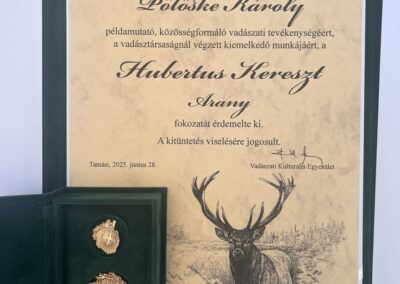 Pölöske Károly
példamutató, közösségformáló vadászati tevékenységéért,
a vadásztársaságnál végzett kiemelkedő munkájáért, a
Hubertus Kereszt
Arany
fokozatát érdemelte ki.
A kitüntetés viselésére jogosult.
Tamási, 2025. június 28.
Vadászati Kulturális Egyesület